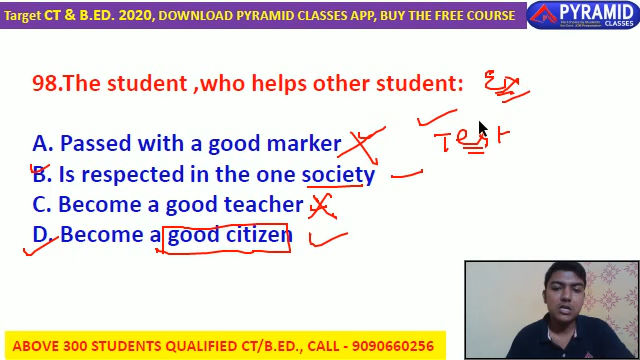 Target CT & B.ED. 2020, DOWNLOAD PYRAMID CLASSES APP, BUY THE FREE COURSE
PYRAMID
CLASSES
98.The student ,who helps other student:
A. Passed with a good marker
Test
B. Is respected in the one society
C. Become a good teacher
D. Become a good citizen
ABOVE 300 STUDENTS QUALIFIED CT/B.ED., CALL - 9090660256